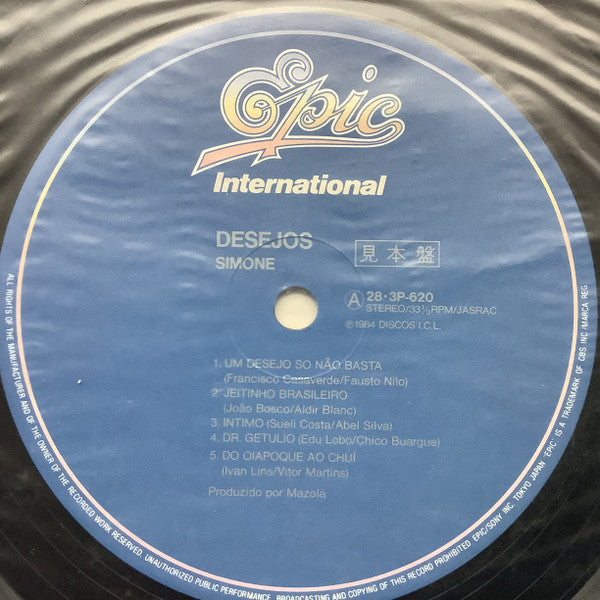 Epic
International
DESEJOS
SIMONE
見本盤
Ⓐ 28・3P-620
STEREO/33⅓RPM/JASRAC
Ⓟ1984 DISCOS I.C.L.
1. UM DESEJO SO NÃO BASTA
(Francisco Casaverde/Fausto Nilo)
2. JEITINHO BRASILEIRO
(João Bosco/Aldir Blanc)
3. INTIMO (Sueli Costa/Abel Silva)
4. DR. GETULIO (Edu Lobo/Chico Buargue)
5. DO OIAPOQUE AO CHUÍ
(Ivan Lins/Vitor Martins)
Produzido por Mazola
ALL RIGHTS OF THE MANUFACTURER AND OF THE OWNER OF THE RECORDED WORK RESERVED. UNAUTHORIZED PUBLIC PERFORMANCE, BROADCASTING AND COPYING OF THIS RECORD PROHIBITED. EPIC/SONY INC. TOKYO JAPAN "EPIC" IS A TRADEMARK OF CBS INC./MARCA REG.